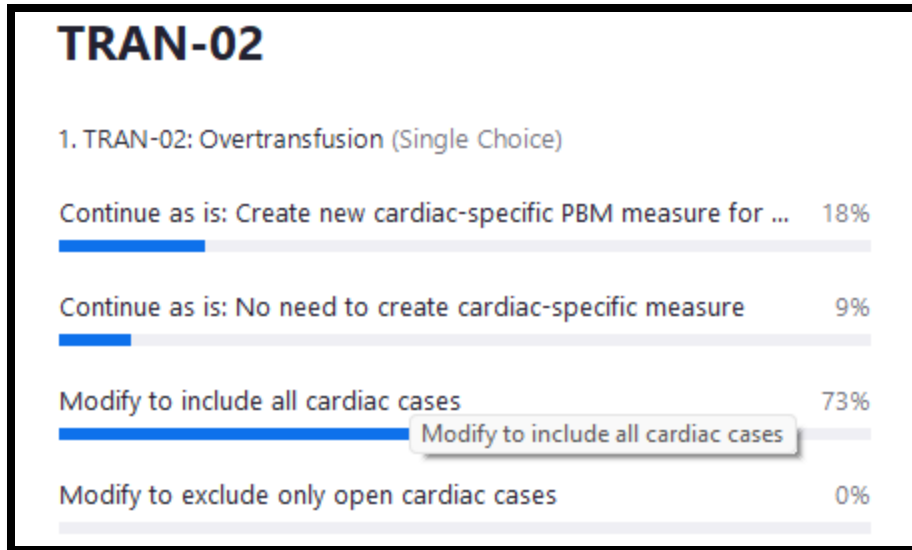 TRAN-02
1. TRAN-02: Overtransfusion (Single Choice)
Continue as is: Create new cardiac-specific PBM measure for ... 18%
Continue as is: No need to create cardiac-specific measure 9%
Modify to include all cardiac cases 73%
Modify to include all cardiac cases
Modify to exclude only open cardiac cases 0%